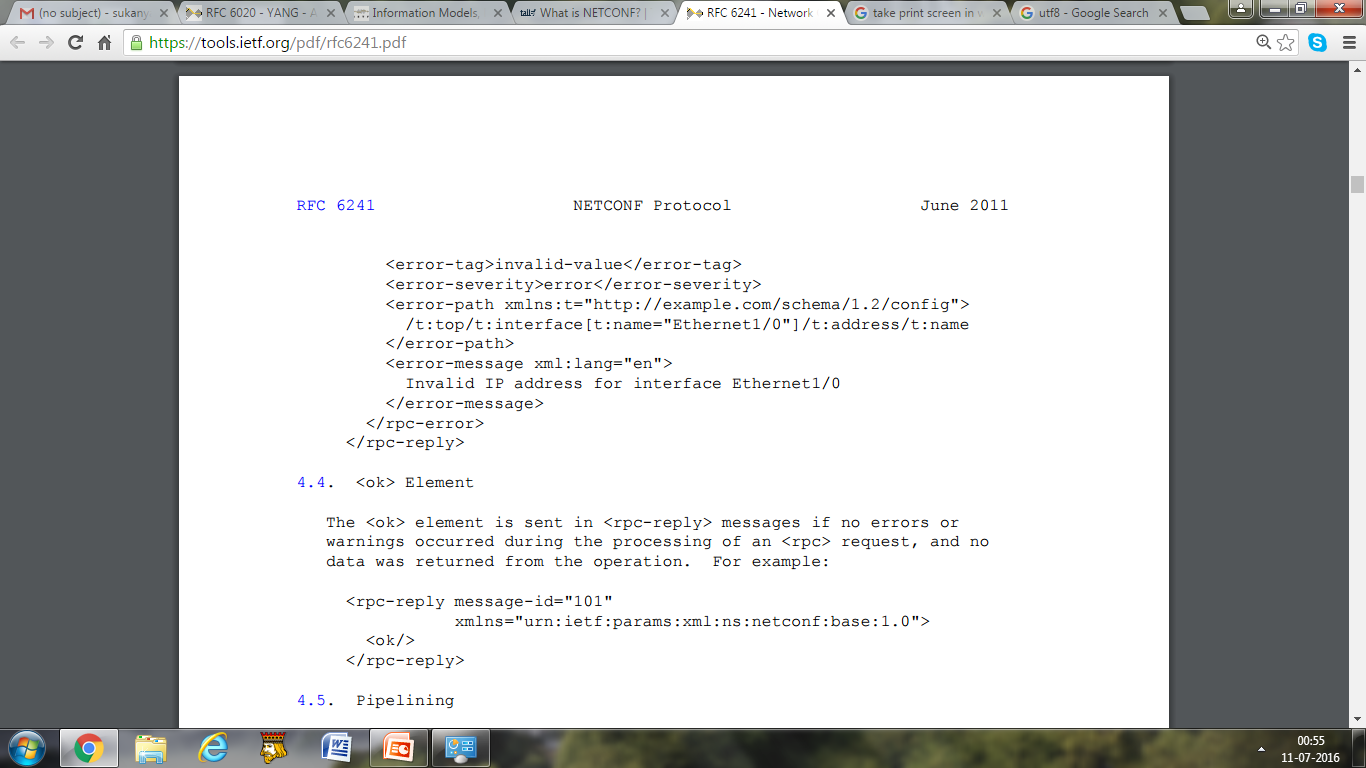 (no subject) - sukany
RFC 6020 - YANG - A
Information Models,
tail-f What is NETCONF? |
RFC 6241 - Network
take print screen in w
utf8 - Google Search
https://tools.ietf.org/pdf/rfc6241.pdf
RFC 6241 NETCONF Protocol June 2011
<error-tag>invalid-value</error-tag>
<error-severity>error</error-severity>
<error-path xmlns:t="http://example.com/schema/1.2/config">
/t:top/t:interface[t:name="Ethernet1/0"]/t:address/t:name
</error-path>
<error-message xml:lang="en">
Invalid IP address for interface Ethernet1/0
</error-message>
</rpc-error>
</rpc-reply>
4.4. <ok> Element
The <ok> element is sent in <rpc-reply> messages if no errors or
warnings occurred during the processing of an <rpc> request, and no
data was returned from the operation. For example:
<rpc-reply message-id="101"
xmlns="urn:ietf:params:xml:ns:netconf:base:1.0">
<ok/>
</rpc-reply>
4.5. Pipelining
00:55
11-07-2016